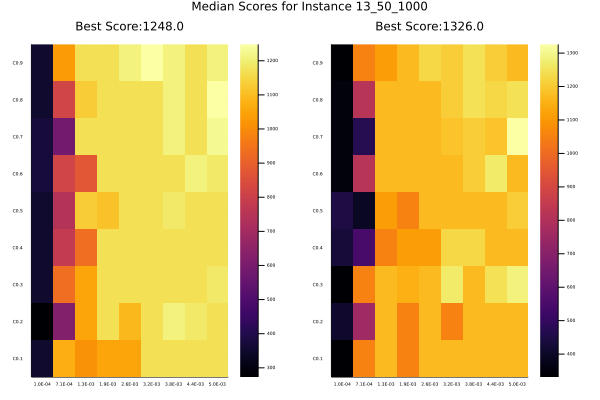 Median Scores for Instance 13_50_1000
Best Score:1248.0
C0.9
C0.8
C0.7
C0.6
C0.5
C0.4
C0.3
C0.2
C0.1
1.0E-04 7.1E-04 1.3E-03 1.9E-03 2.6E-03 3.2E-03 3.8E-03 4.4E-03 5.0E-03
1200
1100
1000
900
800
700
600
500
400
300
Best Score:1326.0
C0.9
C0.8
C0.7
C0.6
C0.5
C0.4
C0.3
C0.2
C0.1
1.0E-04 7.1E-04 1.3E-03 1.9E-03 2.6E-03 3.2E-03 3.8E-03 4.4E-03 5.0E-03
1300
1200
1100
1000
900
800
700
600
500
400